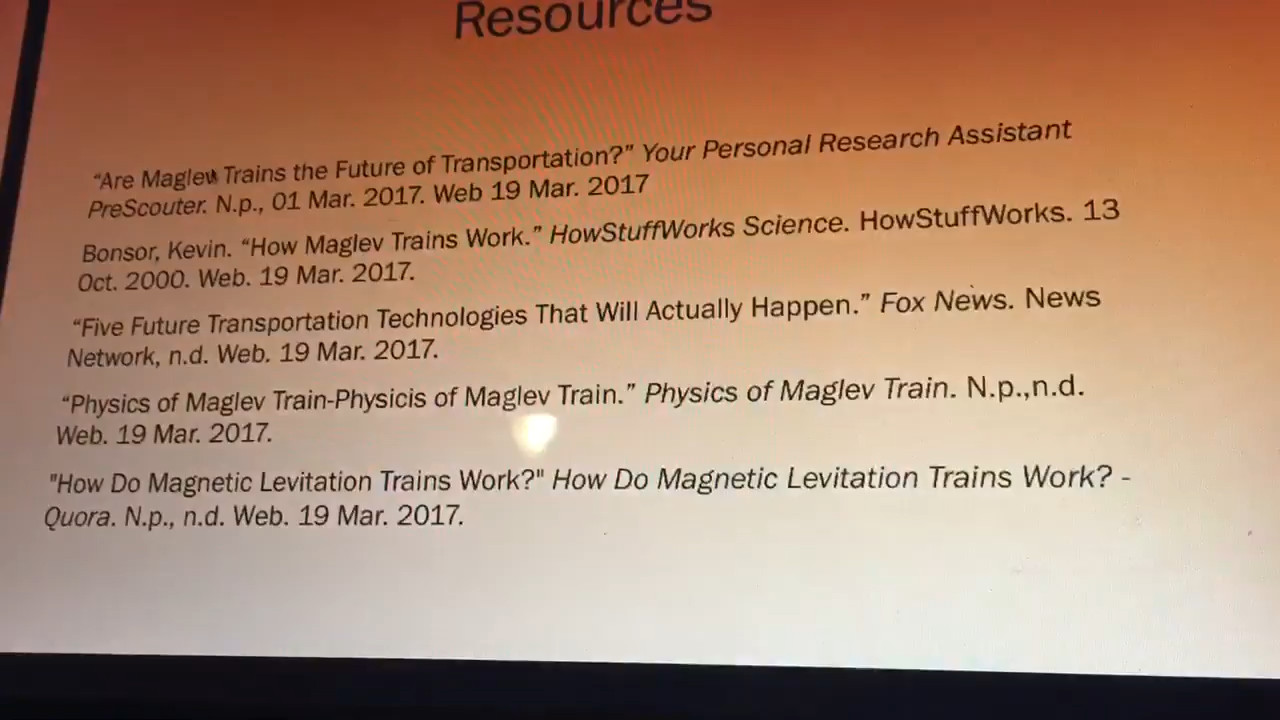 Resources
“Are Maglev Trains the Future of Transportation?” Your Personal Research Assistant
PreScouter. N.p., 01 Mar. 2017. Web 19 Mar. 2017
Bonsor, Kevin. “How Maglev Trains Work.” HowStuffWorks Science. HowStuffWorks. 13
Oct. 2000. Web. 19 Mar. 2017.
“Five Future Transportation Technologies That Will Actually Happen.” Fox News. News
Network, n.d. Web. 19 Mar. 2017.
“Physics of Maglev Train-Physicis of Maglev Train.” Physics of Maglev Train. N.p.,n.d.
Web. 19 Mar. 2017.
"How Do Magnetic Levitation Trains Work?" How Do Magnetic Levitation Trains Work? -
Quora. N.p., n.d. Web. 19 Mar. 2017.